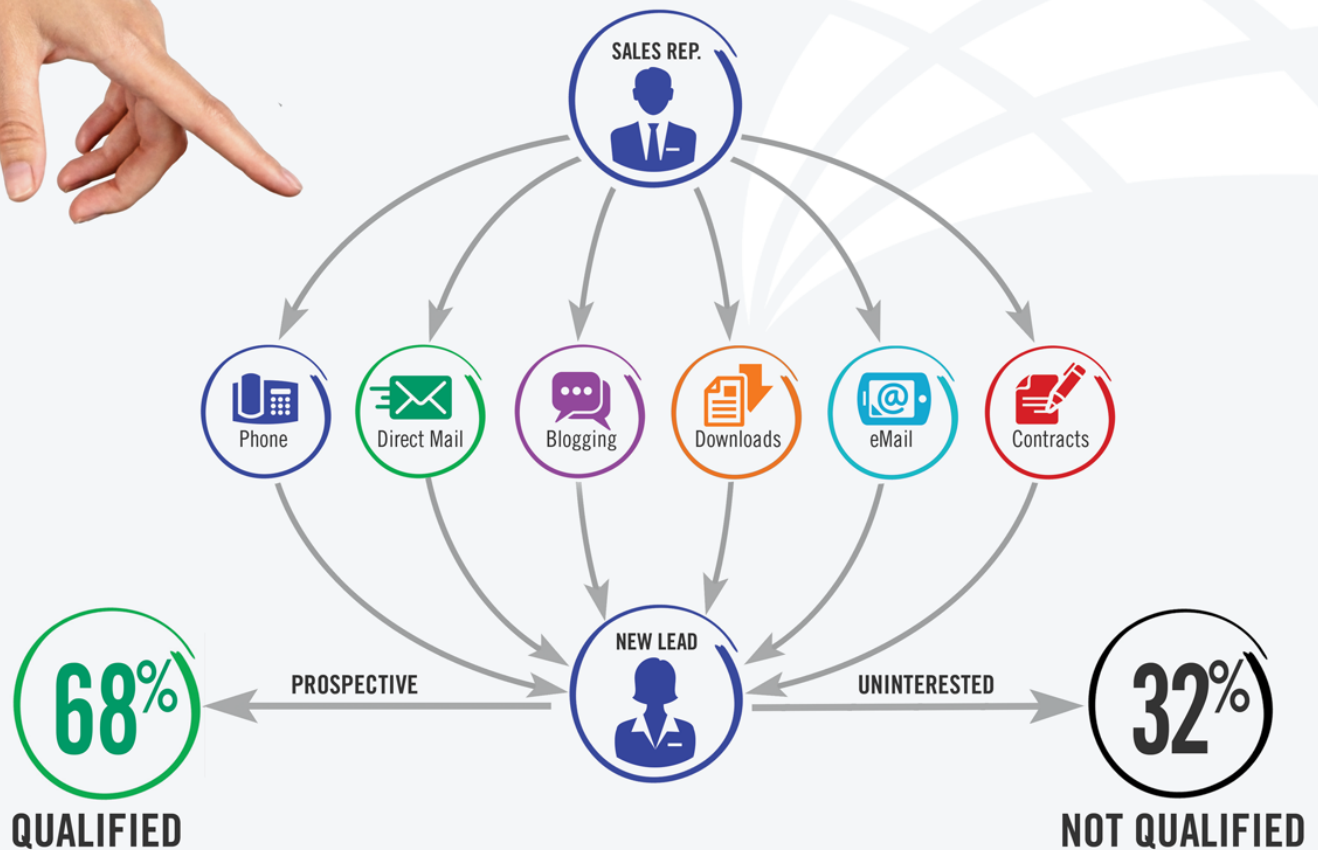 SALES REP.
Phone
Direct Mail
Blogging
Downloads
eMail
Contracts
NEW LEAD
PROSPECTIVE
UNINTERESTED
68%
32%
QUALIFIED
NOT QUALIFIED